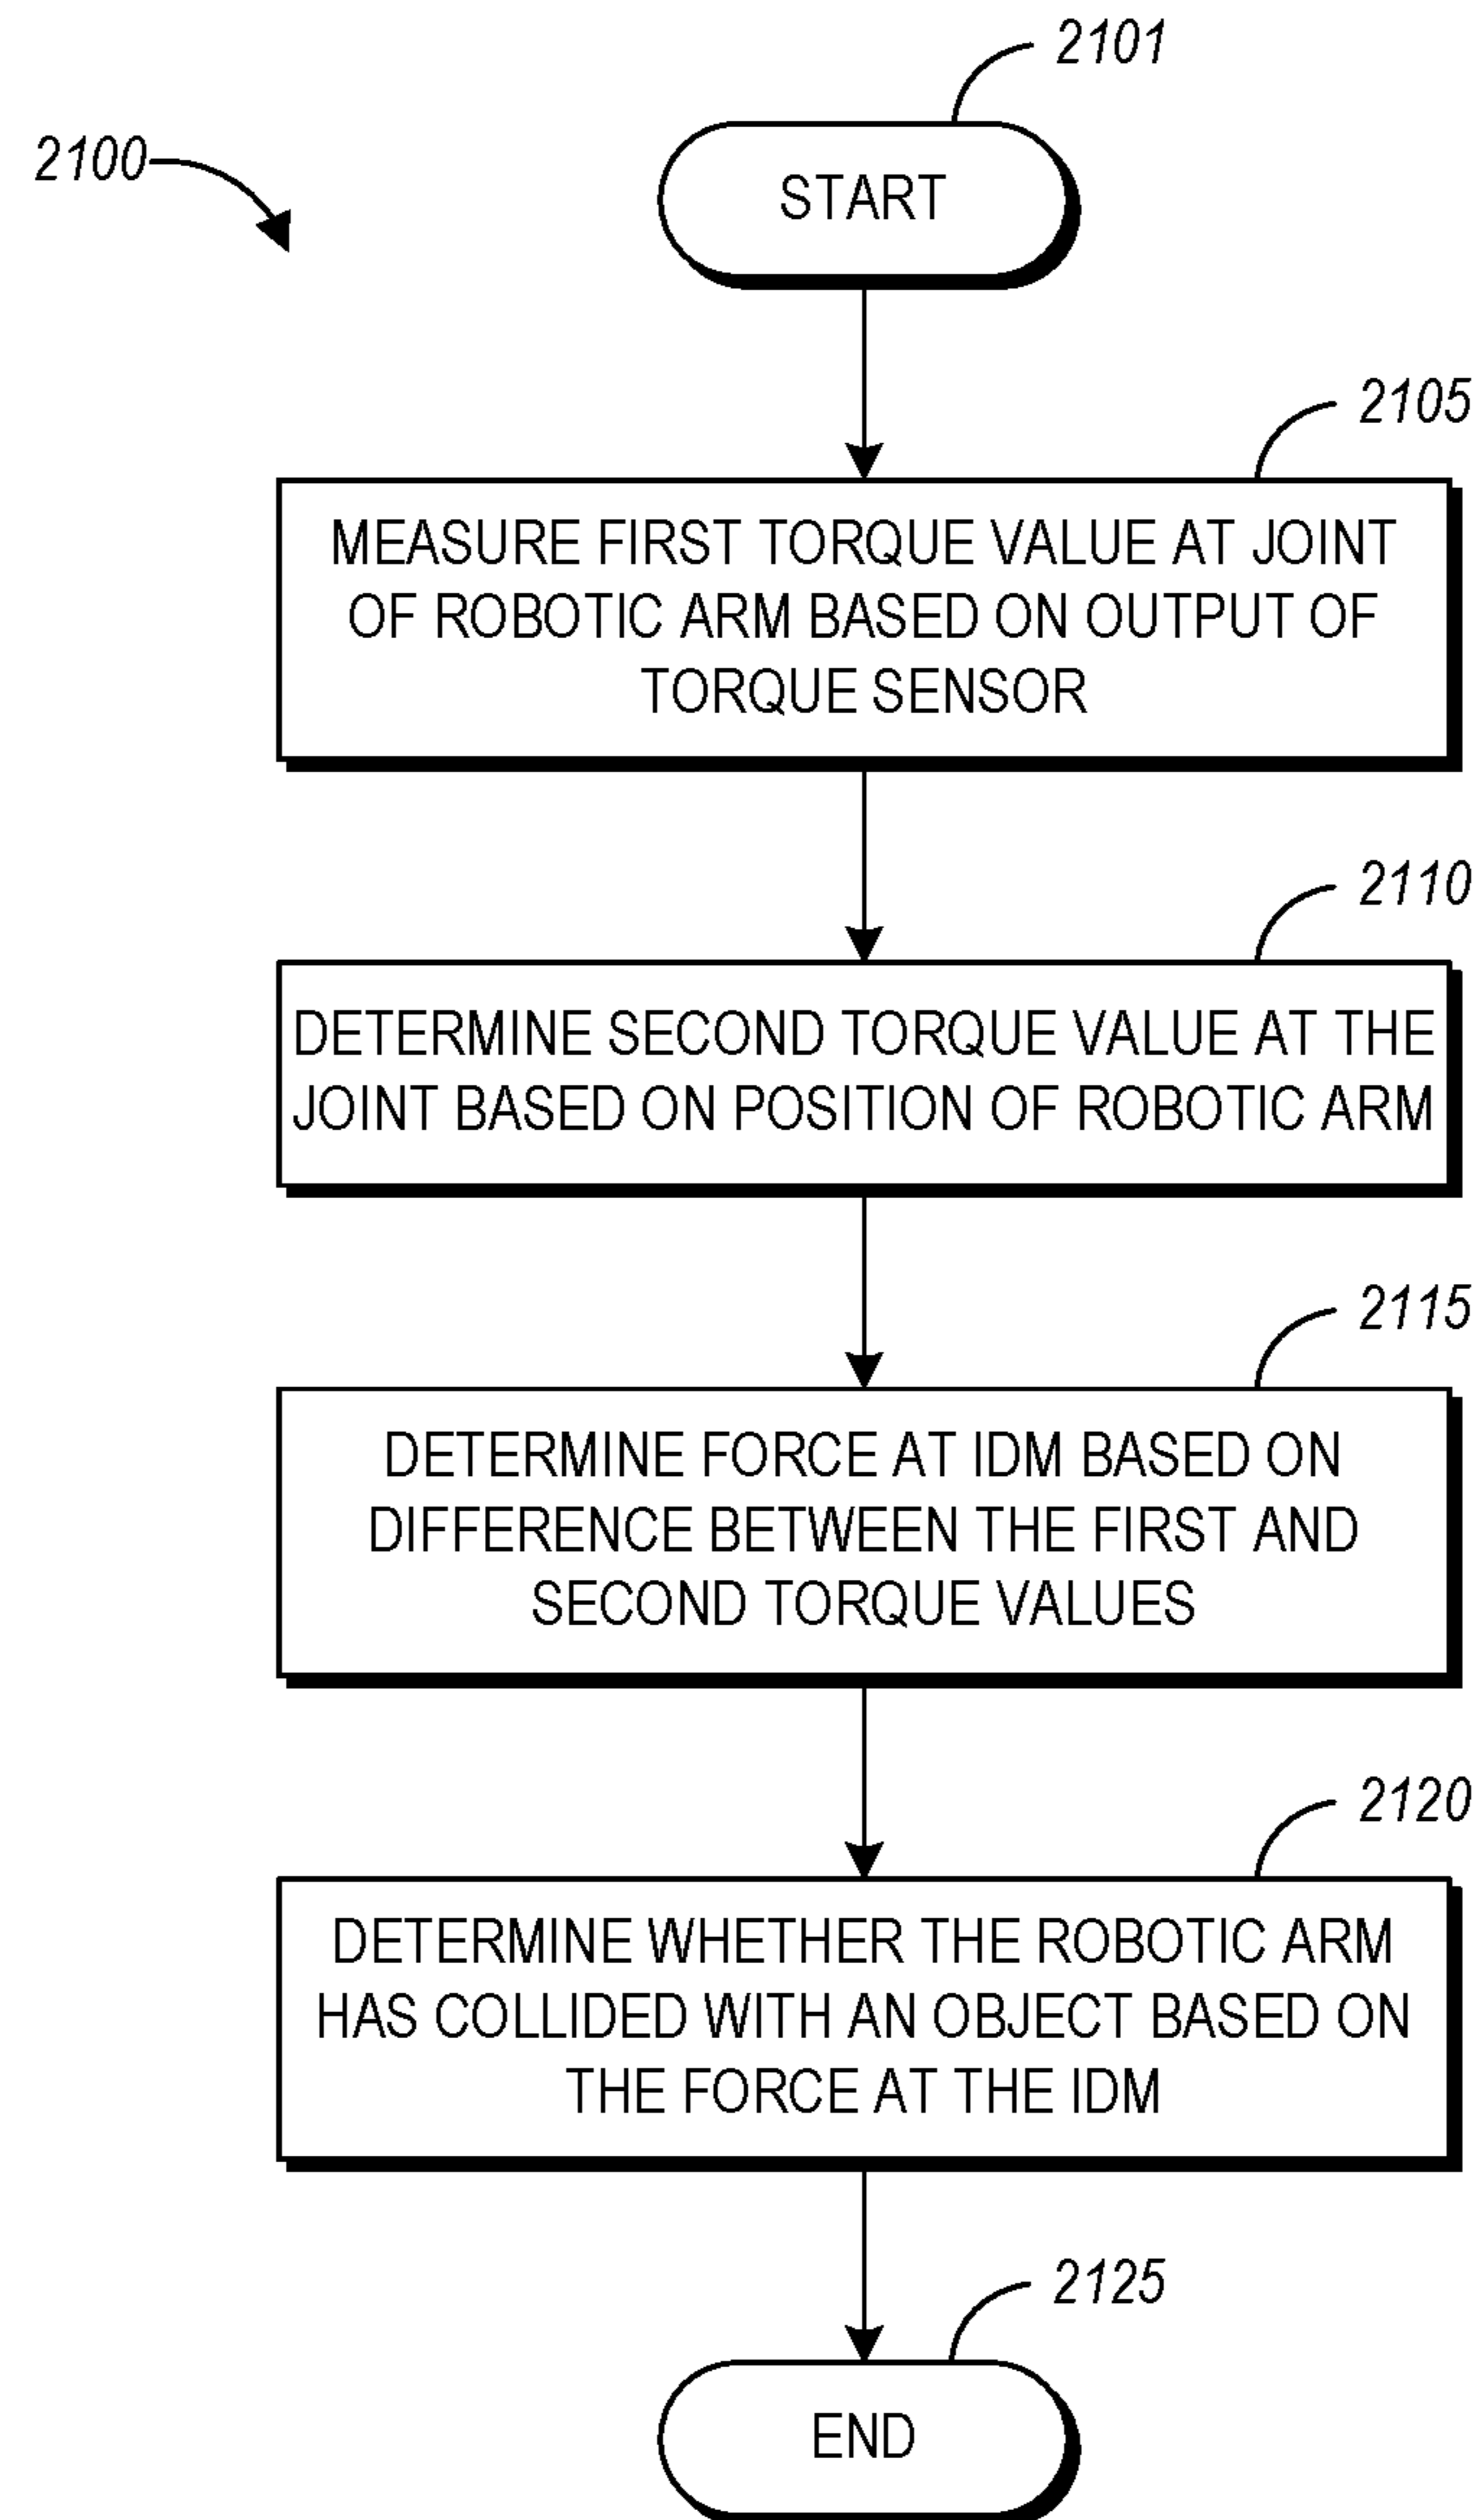 2101
2100
START
2105
MEASURE FIRST TORQUE VALUE AT JOINT
OF ROBOTIC ARM BASED ON OUTPUT OF
TORQUE SENSOR
2110
DETERMINE SECOND TORQUE VALUE AT THE
JOINT BASED ON POSITION OF ROBOTIC ARM
2115
DETERMINE FORCE AT IDM BASED ON
DIFFERENCE BETWEEN THE FIRST AND
SECOND TORQUE VALUES
2120
DETERMINE WHETHER THE ROBOTIC ARM
HAS COLLIDED WITH AN OBJECT BASED ON
THE FORCE AT THE IDM
2125
END